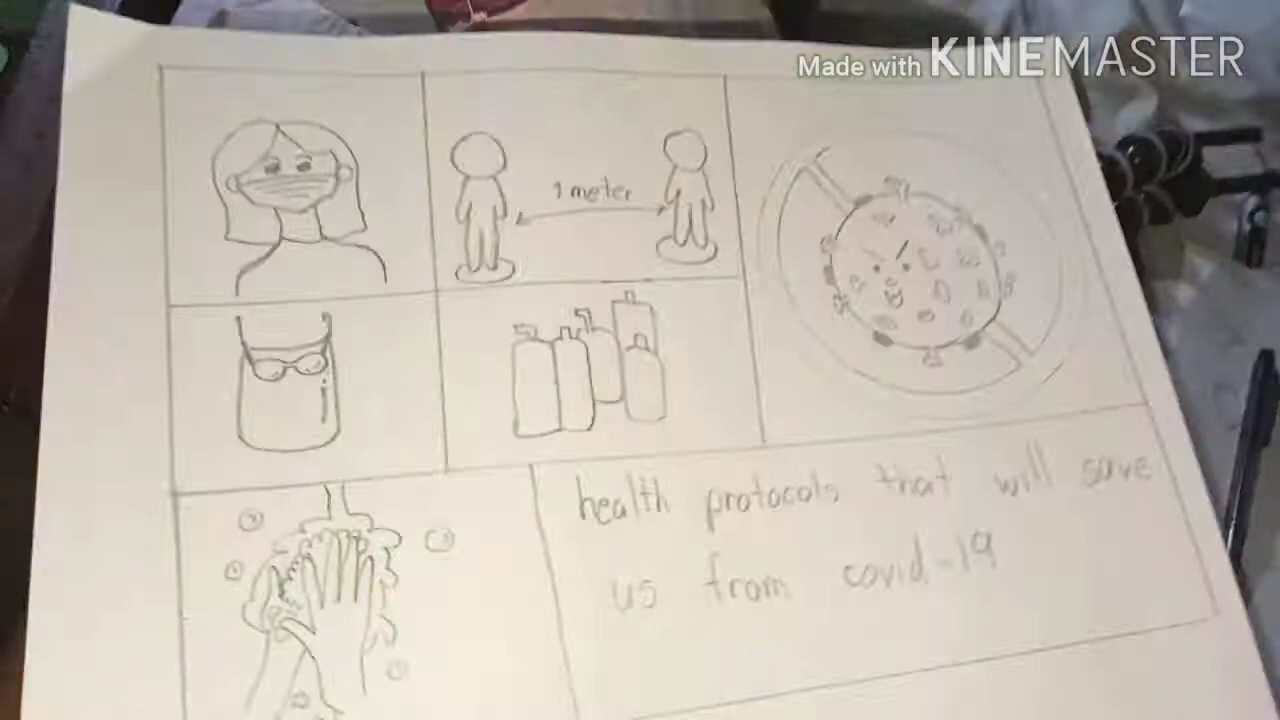 Made with KINEMASTER
1 meter
health protocols that will save
us from covid-19